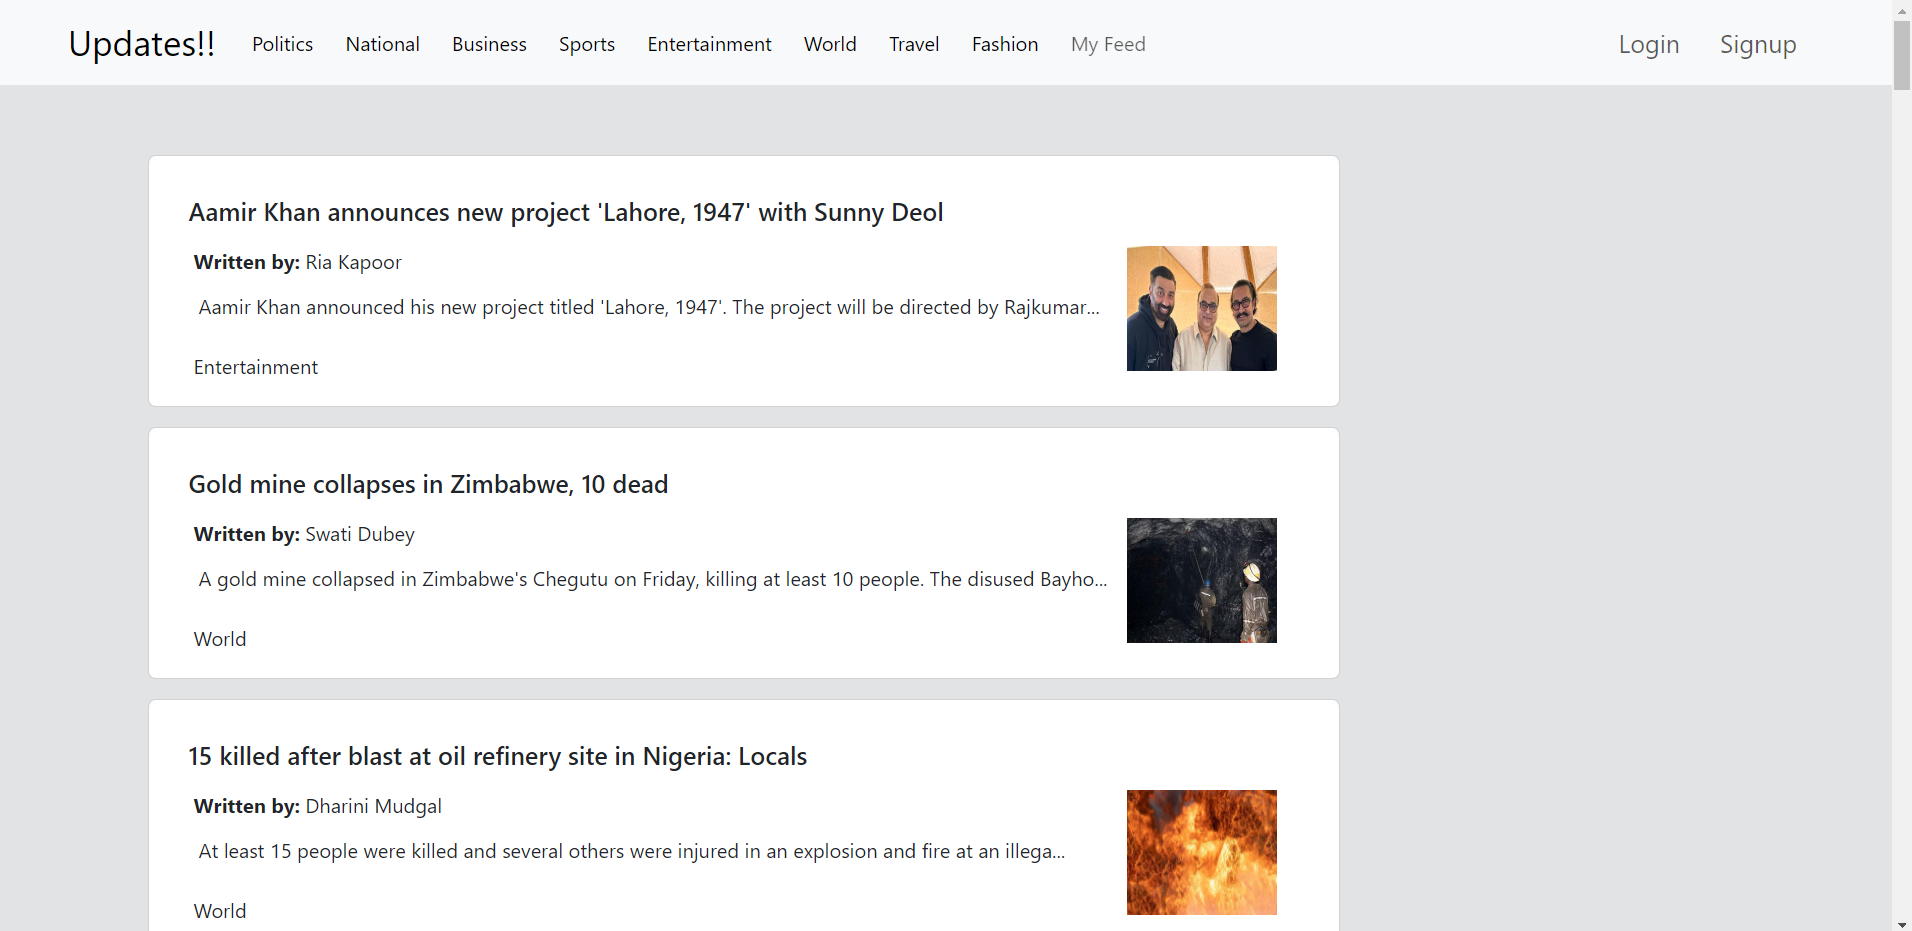 Updates!! Politics National Business Sports Entertainment World Travel Fashion My Feed Login Signup
Aamir Khan announces new project 'Lahore, 1947' with Sunny Deol
Written by: Ria Kapoor
Aamir Khan announced his new project titled 'Lahore, 1947'. The project will be directed by Rajkumar...
Entertainment
Gold mine collapses in Zimbabwe, 10 dead
Written by: Swati Dubey
A gold mine collapsed in Zimbabwe's Chegutu on Friday, killing at least 10 people. The disused Bayho...
World
15 killed after blast at oil refinery site in Nigeria: Locals
Written by: Dharini Mudgal
At least 15 people were killed and several others were injured in an explosion and fire at an illega...
World